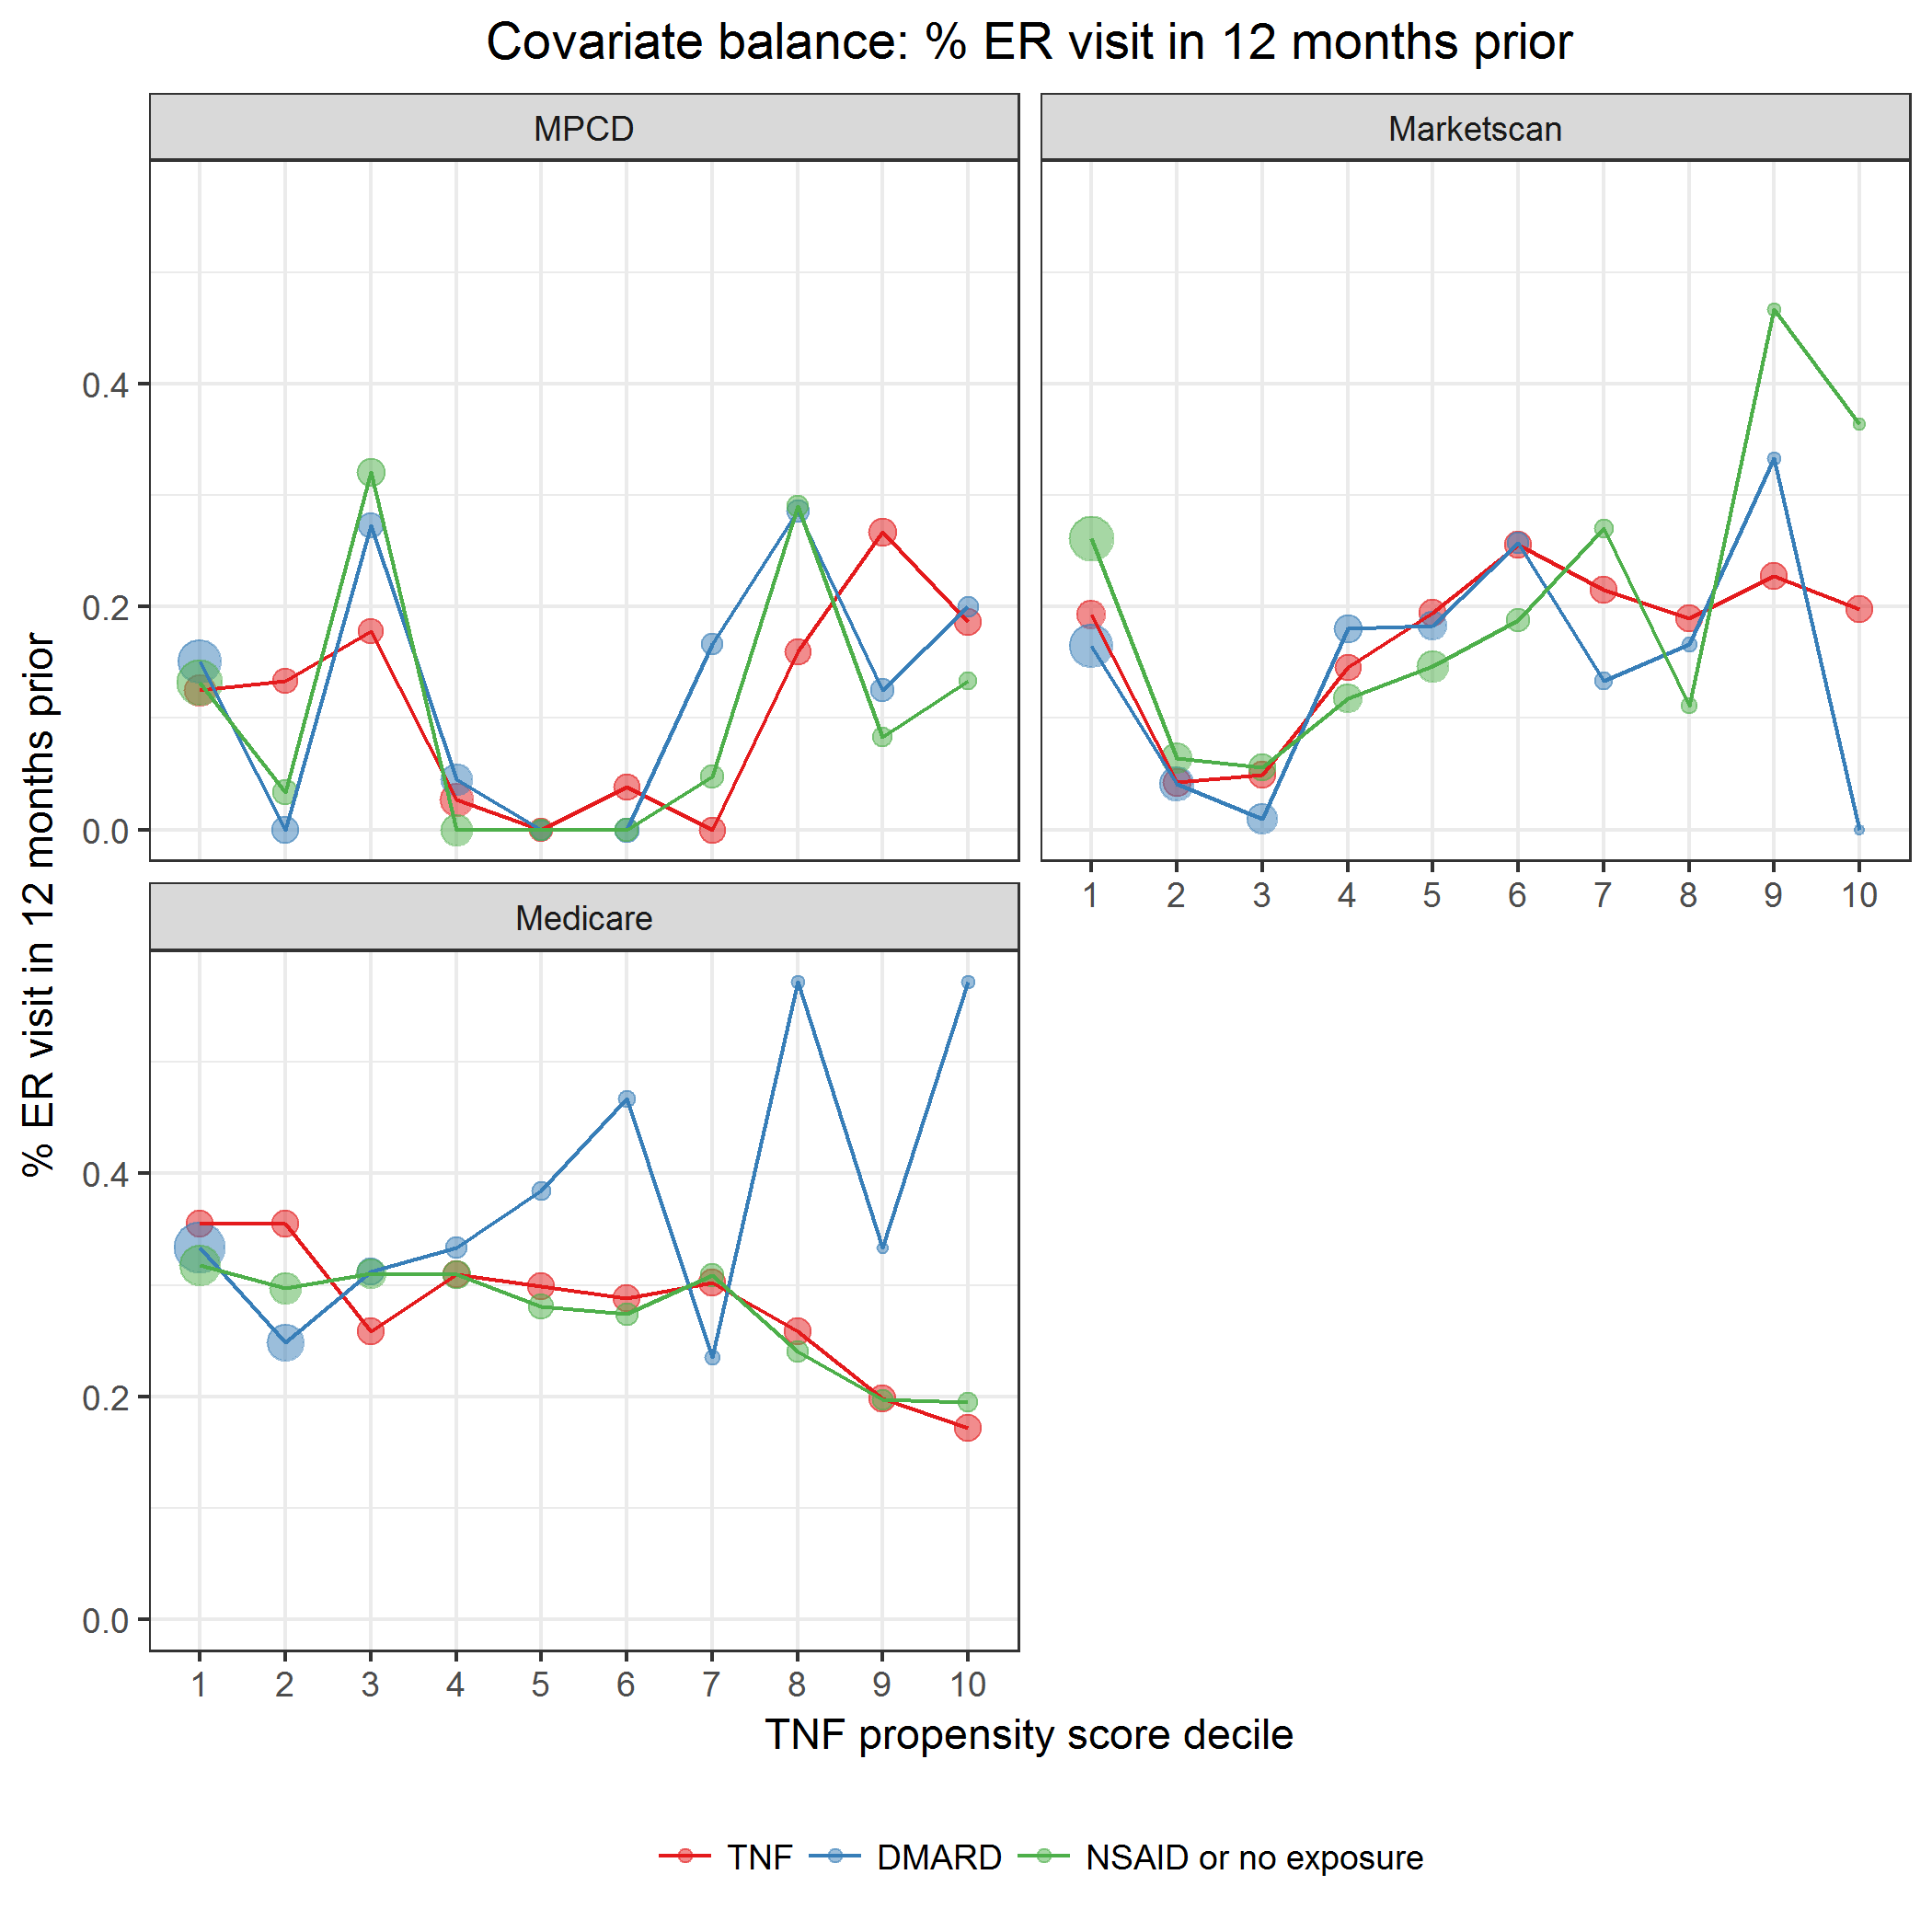 Covariate balance: % ER visit in 12 months prior
MPCD
Marketscan
0.4
0.2
0.0
1 2 3 4 5 6 7 8 9 10
Medicare
0.4
0.2
0.0
1 2 3 4 5 6 7 8 9 10
% ER visit in 12 months prior
TNF propensity score decile
TNF DMARD NSAID or no exposure